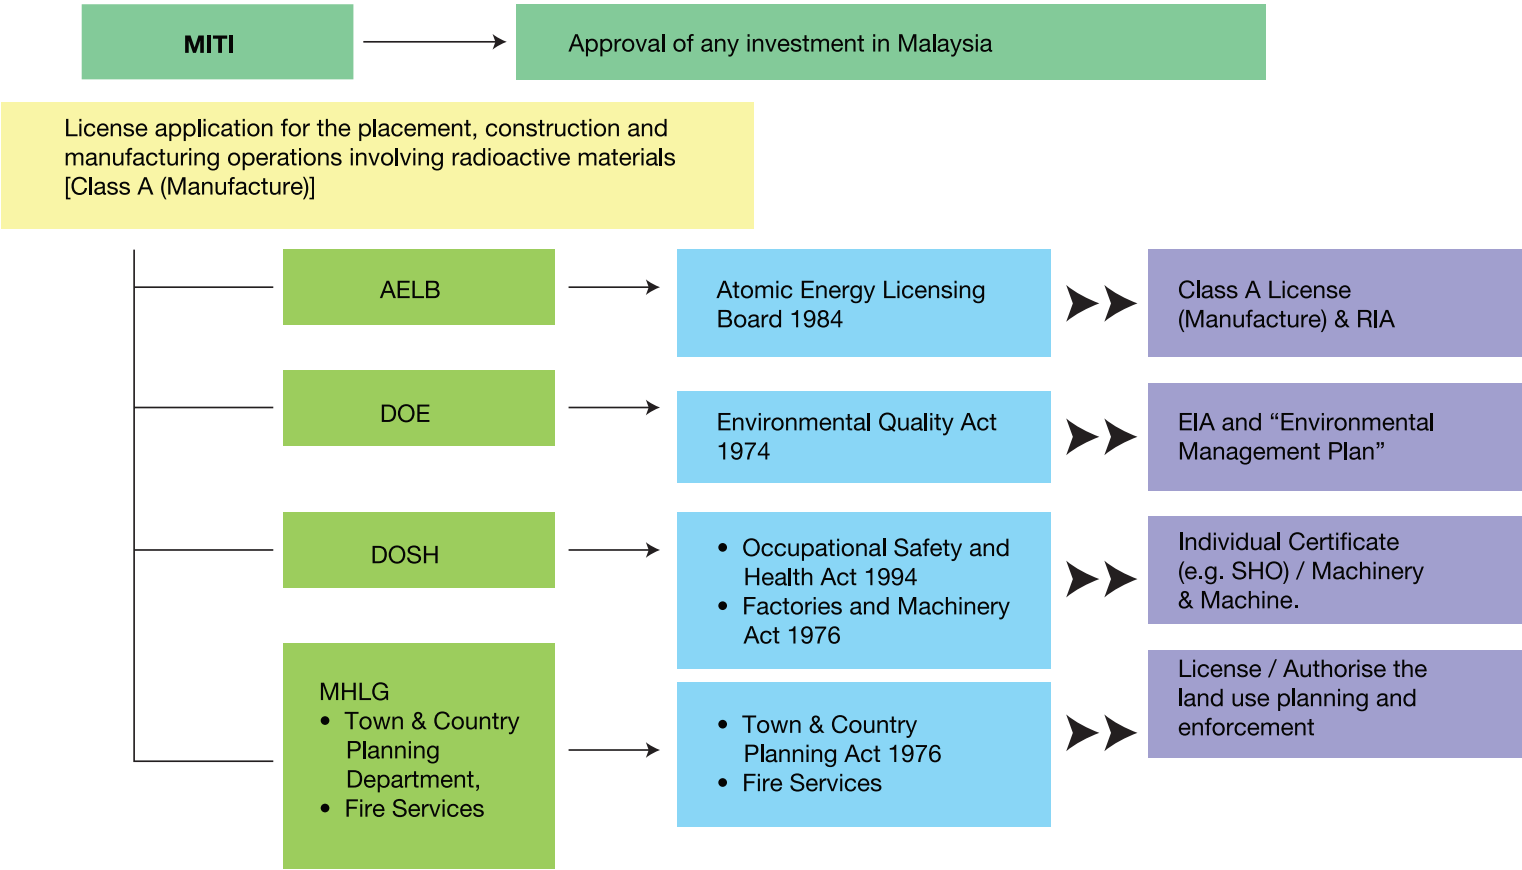 MITI
Approval of any investment in Malaysia
License application for the placement, construction and
manufacturing operations involving radioactive materials
[Class A (Manufacture)]
AELB
Atomic Energy Licensing
Board 1984
Class A License
(Manufacture) & RIA
DOE
Environmental Quality Act
1974
EIA and “Environmental
Management Plan”
DOSH
• Occupational Safety and
Health Act 1994
• Factories and Machinery
Act 1976
Individual Certificate
(e.g. SHO) / Machinery
& Machine.
MHLG
• Town & Country
Planning
Department,
• Fire Services
• Town & Country
Planning Act 1976
• Fire Services
License / Authorise the
land use planning and
enforcement